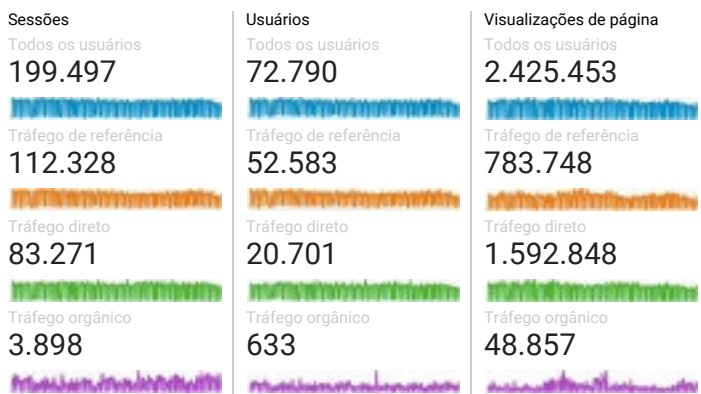 Sessões
Todos os usuários
199.497
Tráfego de referência
112.328
Tráfego direto
83.271
Tráfego orgânico
3.898
Usuários
Todos os usuários
72.790
Tráfego de referência
52.583
Tráfego direto
20.701
Tráfego orgânico
633
Visualizações de página
Todos os usuários
2.425.453
Tráfego de referência
783.748
Tráfego direto
1.592.848
Tráfego orgânico
48.857